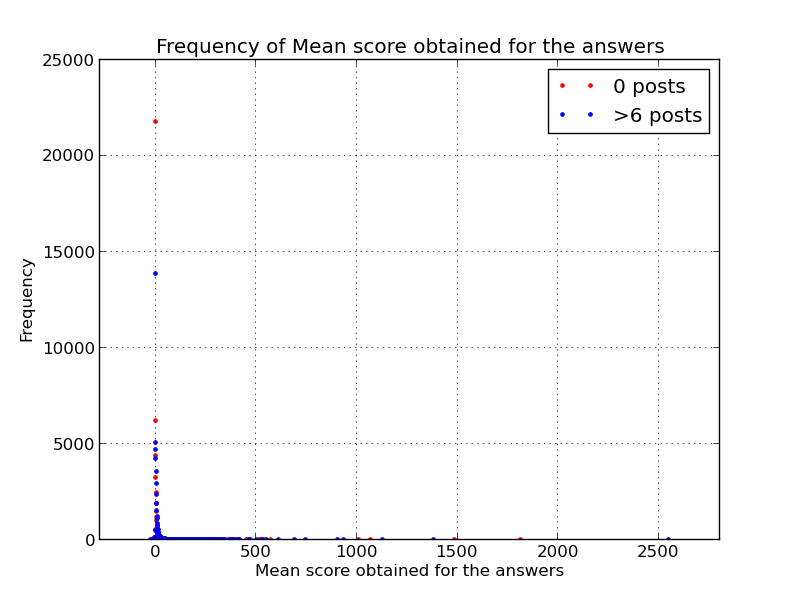 Frequency of Mean score obtained for the answers
0 posts
>6 posts
25000
20000
15000
10000
5000
0
Frequency
0 500 1000 1500 2000 2500
Mean score obtained for the answers